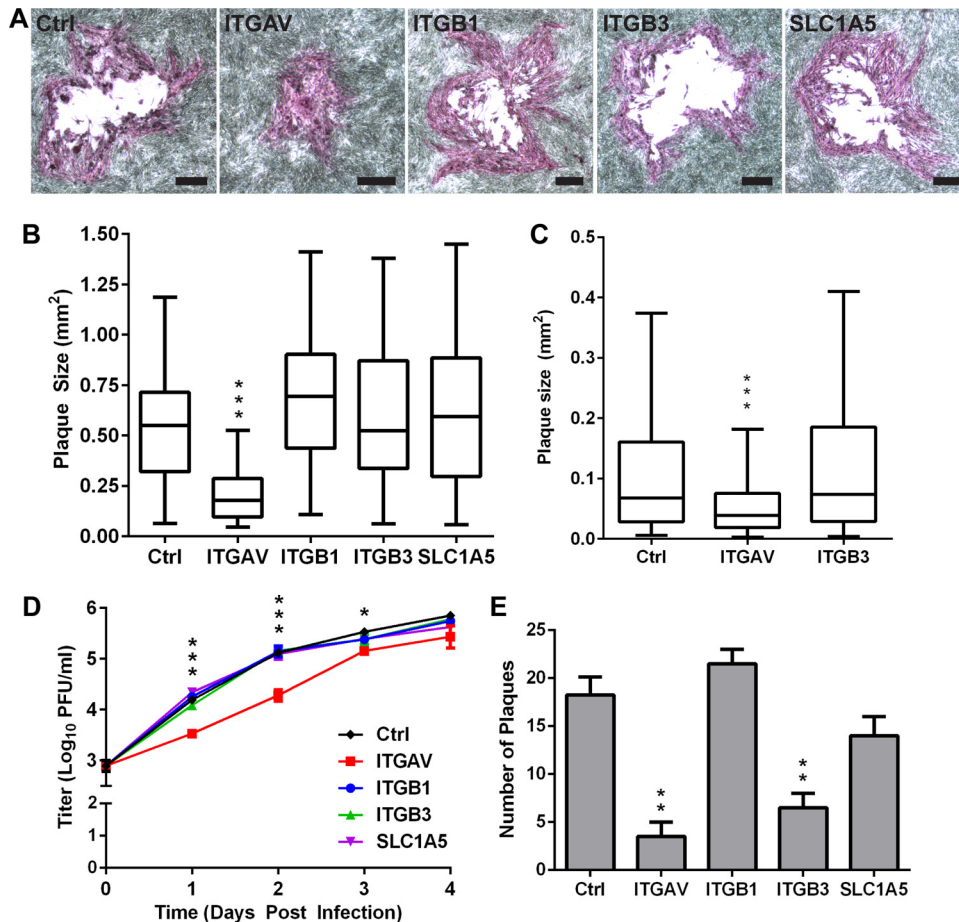 A
Ctrl
ITGAV
ITGB1
ITGB3
SLC1A5
B
Plaque Size (mm²)
1.50
1.25
1.00
0.75
0.50
0.25
0.00
***
Ctrl
ITGAV
ITGB1
ITGB3
SLC1A5
C
Plaque size (mm²)
0.5
0.4
0.3
0.2
0.1
0.0
***
Ctrl
ITGAV
ITGB3
D
Titer (Log₁₀ PFU/ml)
6
5
4
3
2
1
0
***
***
*
Ctrl
ITGAV
ITGB1
ITGB3
SLC1A5
0
1
2
3
4
Time (Days Post Infection)
E
Number of Plaques
25
20
15
10
5
0
**
**
Ctrl
ITGAV
ITGB1
ITGB3
SLC1A5